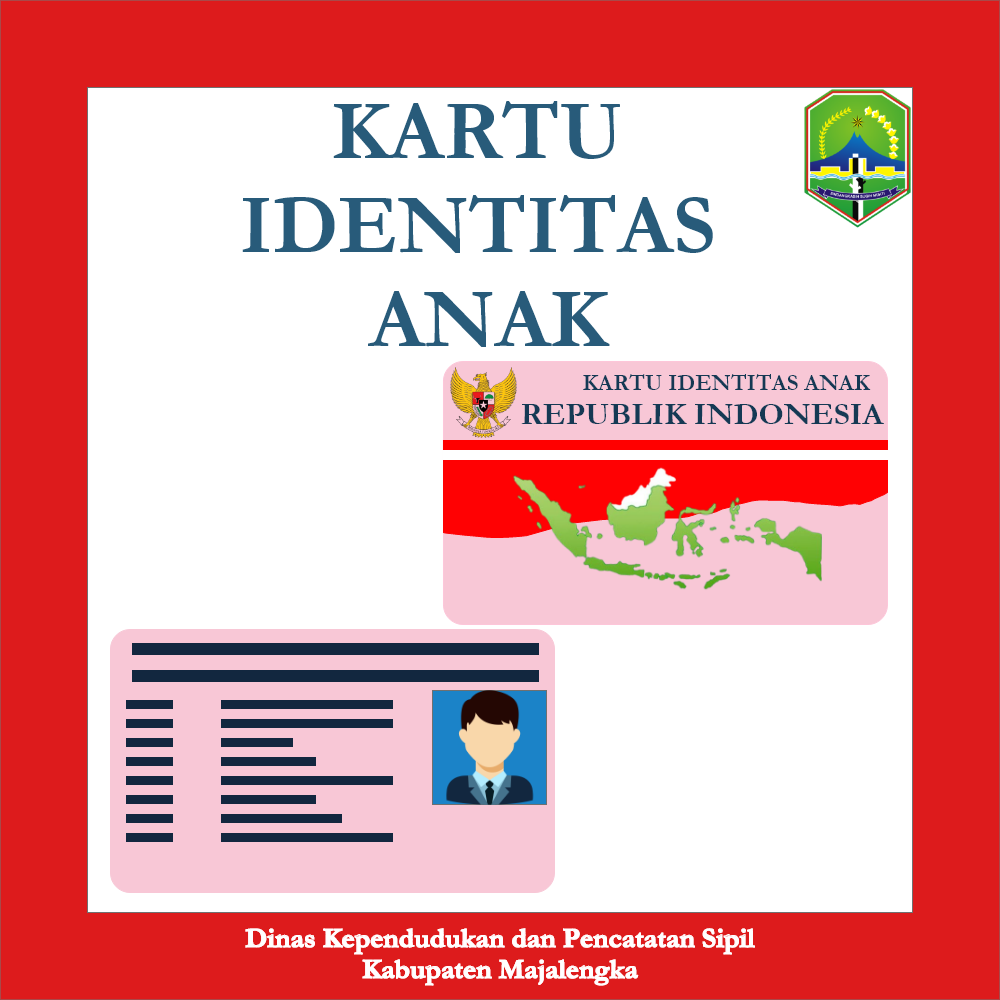 KARTU
IDENTITAS
ANAK
KARTU IDENTITAS ANAK
REPUBLIK INDONESIA
Dinas Kependudukan dan Pencatatan Sipil
Kabupaten Majalengka